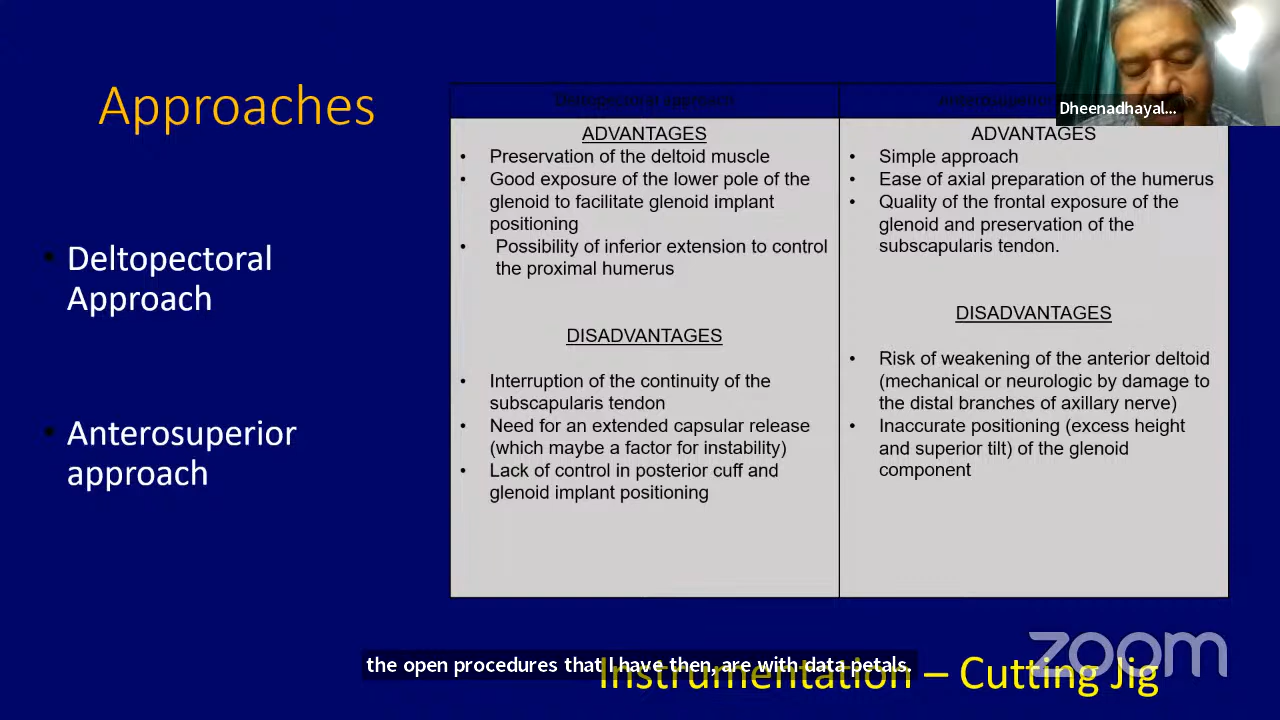 Approaches
Deltopectoral
Approach
Anterosuperior
approach
Deltopectoral approach
ADVANTAGES
• Preservation of the deltoid muscle
• Good exposure of the lower pole of the
glenoid to facilitate glenoid implant
positioning
• Possibility of inferior extension to control
the proximal humerus
DISADVANTAGES
• Interruption of the continuity of the
subscapularis tendon
• Need for an extended capsular release
(which maybe a factor for instability)
• Lack of control in posterior cuff and
glenoid implant positioning
ADVANTAGES
• Simple approach
• Ease of axial preparation of the humerus
• Quality of the frontal exposure of the
glenoid and preservation of the
subscapularis tendon.
DISADVANTAGES
• Risk of weakening of the anterior deltoid
(mechanical or neurologic by damage to
the distal branches of axillary nerve)
• Inaccurate positioning (excess height
and superior tilt) of the glenoid
component
Dheenadhayal...
the open procedures that I have then, are with data petals.
Instrumentation – Cutting Jig
zoom